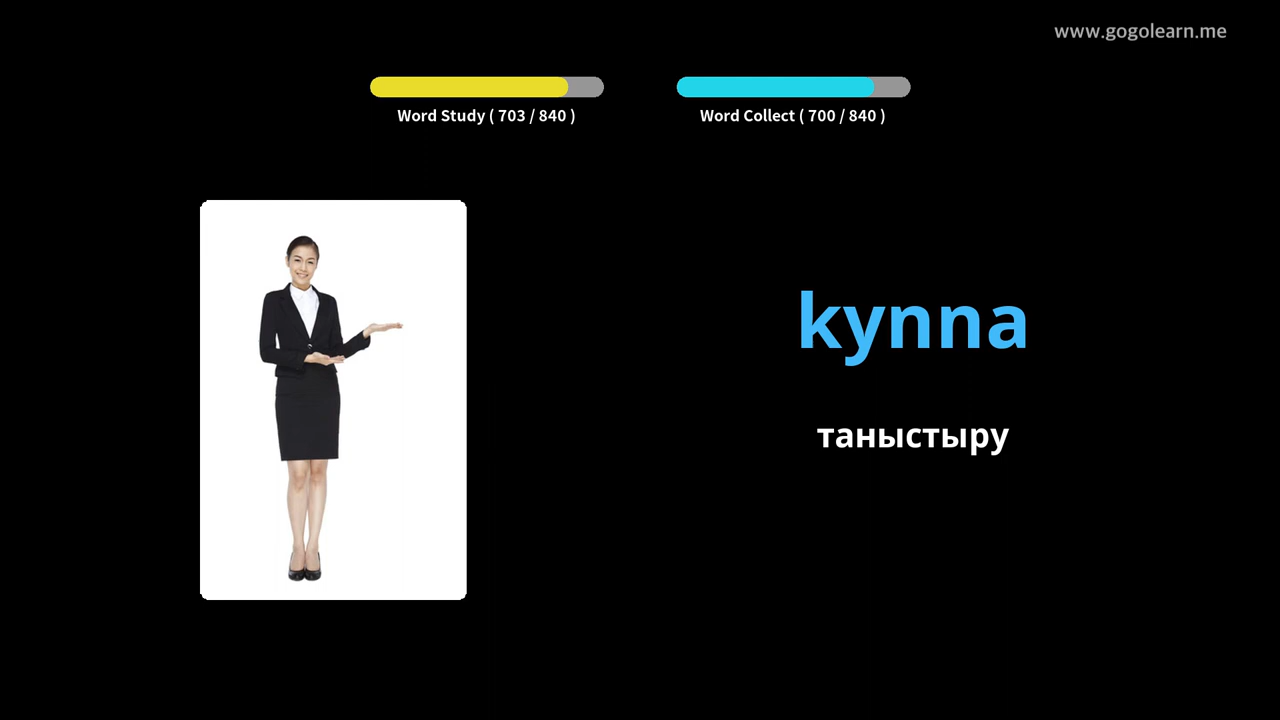 www.gogolearn.me
Word Study ( 703 / 840 )
Word Collect ( 700 / 840 )
kynna
таныстыру